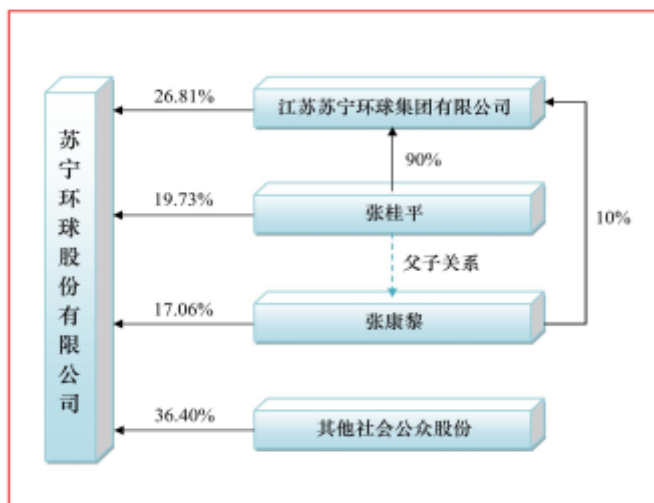 苏宁环球股份有限公司
26.81%
江苏苏宁环球集团有限公司
90%
19.73%
张桂平
10%
父子关系
17.06%
张康黎
36.40%
其他社会公众股份